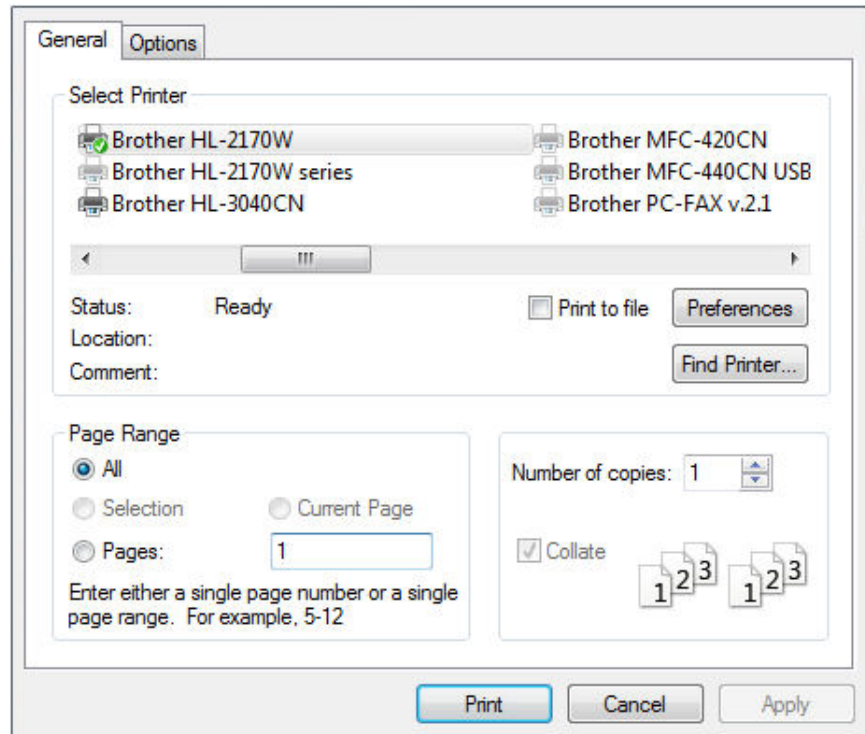 General Options
Select Printer
Brother HL-2170W Brother MFC-420CN
Brother HL-2170W series Brother MFC-440CN USB
Brother HL-3040CN Brother PC-FAX v.2.1
Status: Ready Print to file Preferences
Location:
Comment: Find Printer...
Page Range
All
Selection Current Page
Pages: 1
Enter either a single page number or a single
page range. For example, 5-12
Number of copies: 1
Collate
1 2 3 1 2 3
Print Cancel Apply